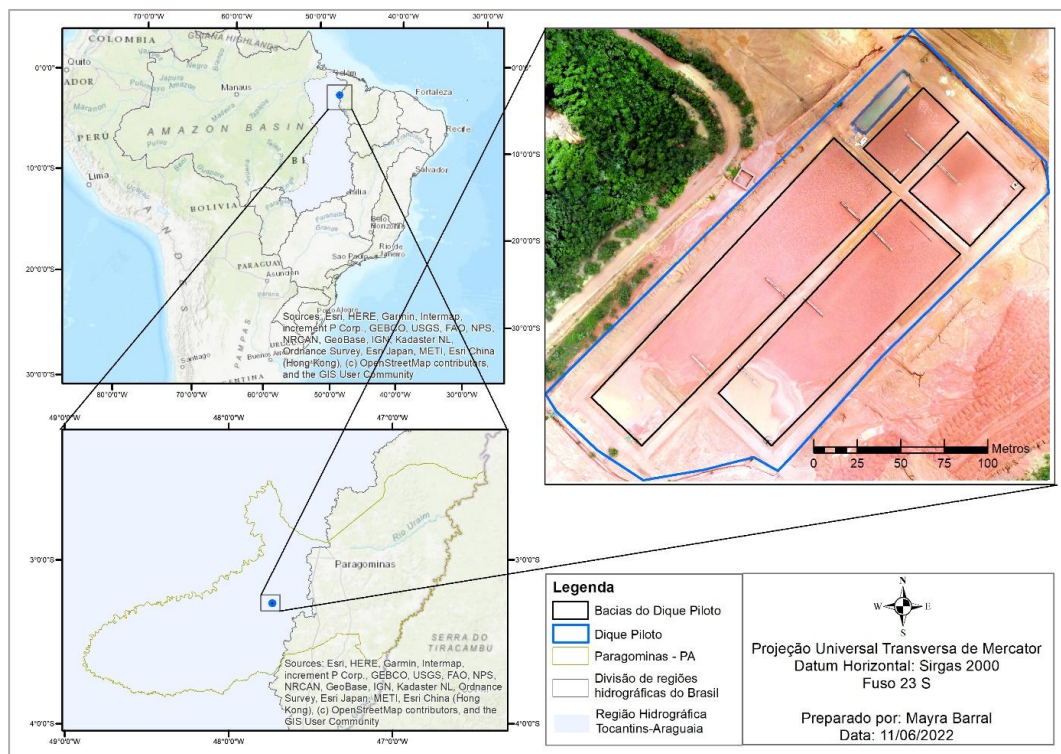 80°0'0"W
70°0'0"W
60°0'0"W
50°0'0"W
40°0'0"W
30°0'0"W
COLOMBIA
GUIANA HIGHLANDS
0°0'0"
0°0'0"
Quito
Manaus
Belém
Fortaleza
AMAZON BASIN
Recife
PERU
10°0'0"S
10°0'0"S
Lima
Salvador
BOLIVIA
Belo
Horizonte
Rio de
Janeiro
São Paulo
20°0'0"S
20°0'0"S
PARAGUAY
Asunción
Porto Alegre
PAMPAS
Santiago
Buenos Aires
30°0'0"S
30°0'0"S
Sources: Esri, HERE, Garmin, Intermap,
increment P Corp., GEBCO, USGS, FAO, NPS,
NRCAN, GeoBase, IGN, Kadaster NL,
Ordnance Survey, Esri Japan, METI, Esri China
(Hong Kong), (c) OpenStreetMap contributors,
and the GIS User Community
80°0'0"W
70°0'0"W
60°0'0"W
50°0'0"W
40°0'0"W
30°0'0"W
Metros
0
25
50
75
100
49°0'0"W
48°0'0"W
47°0'0"W
Rio Uraim
3°0'0"S
3°0'0"S
Paragominas
SERRA DO
TIRACAMBU
Sources: Esri, HERE, Garmin, Intermap,
increment P Corp., GEBCO, USGS, FAO, NPS,
NRCAN, GeoBase, IGN, Kadaster NL, Ordnance
Survey, Esri Japan, METI, Esri China (Hong
Kong), (c) OpenStreetMap contributors, and the
GIS User Community
4°0'0"S
4°0'0"S
49°0'0"W
48°0'0"W
47°0'0"W
Legenda
Bacias do Dique Piloto
Dique Piloto
Paragominas - PA
Divisão de regiões
hidrográficas do Brasil
Região Hidrográfica
Tocantins-Araguaia
N
W
E
S
Projeção Universal Transversa de Mercator
Datum Horizontal: Sirgas 2000
Fuso 23 S
Preparado por: Mayra Barral
Data: 11/06/2022